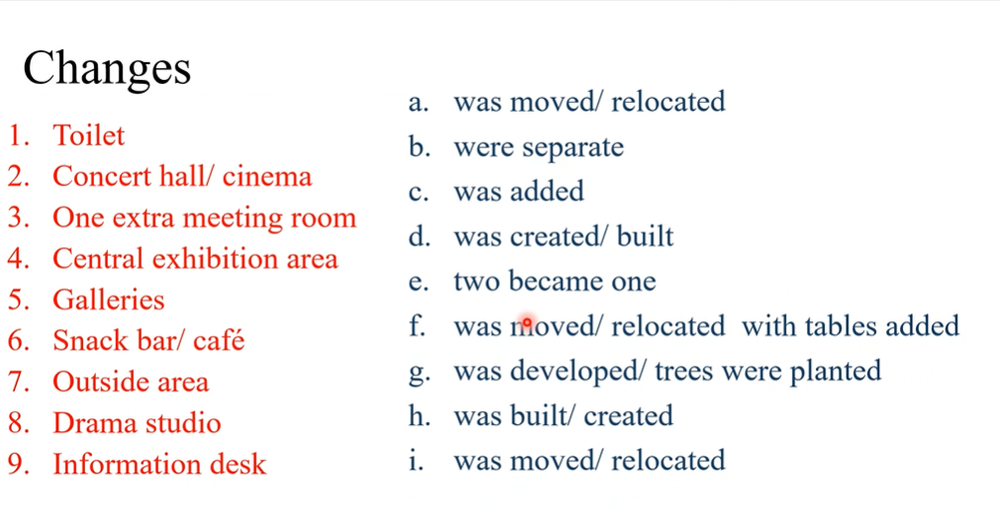 Changes
1. Toilet
2. Concert hall/ cinema
3. One extra meeting room
4. Central exhibition area
5. Galleries
6. Snack bar/ café
7. Outside area
8. Drama studio
9. Information desk
a. was moved/ relocated
b. were separate
c. was added
d. was created/ built
e. two became one
f. was moved/ relocated with tables added
g. was developed/ trees were planted
h. was built/ created
i. was moved/ relocated